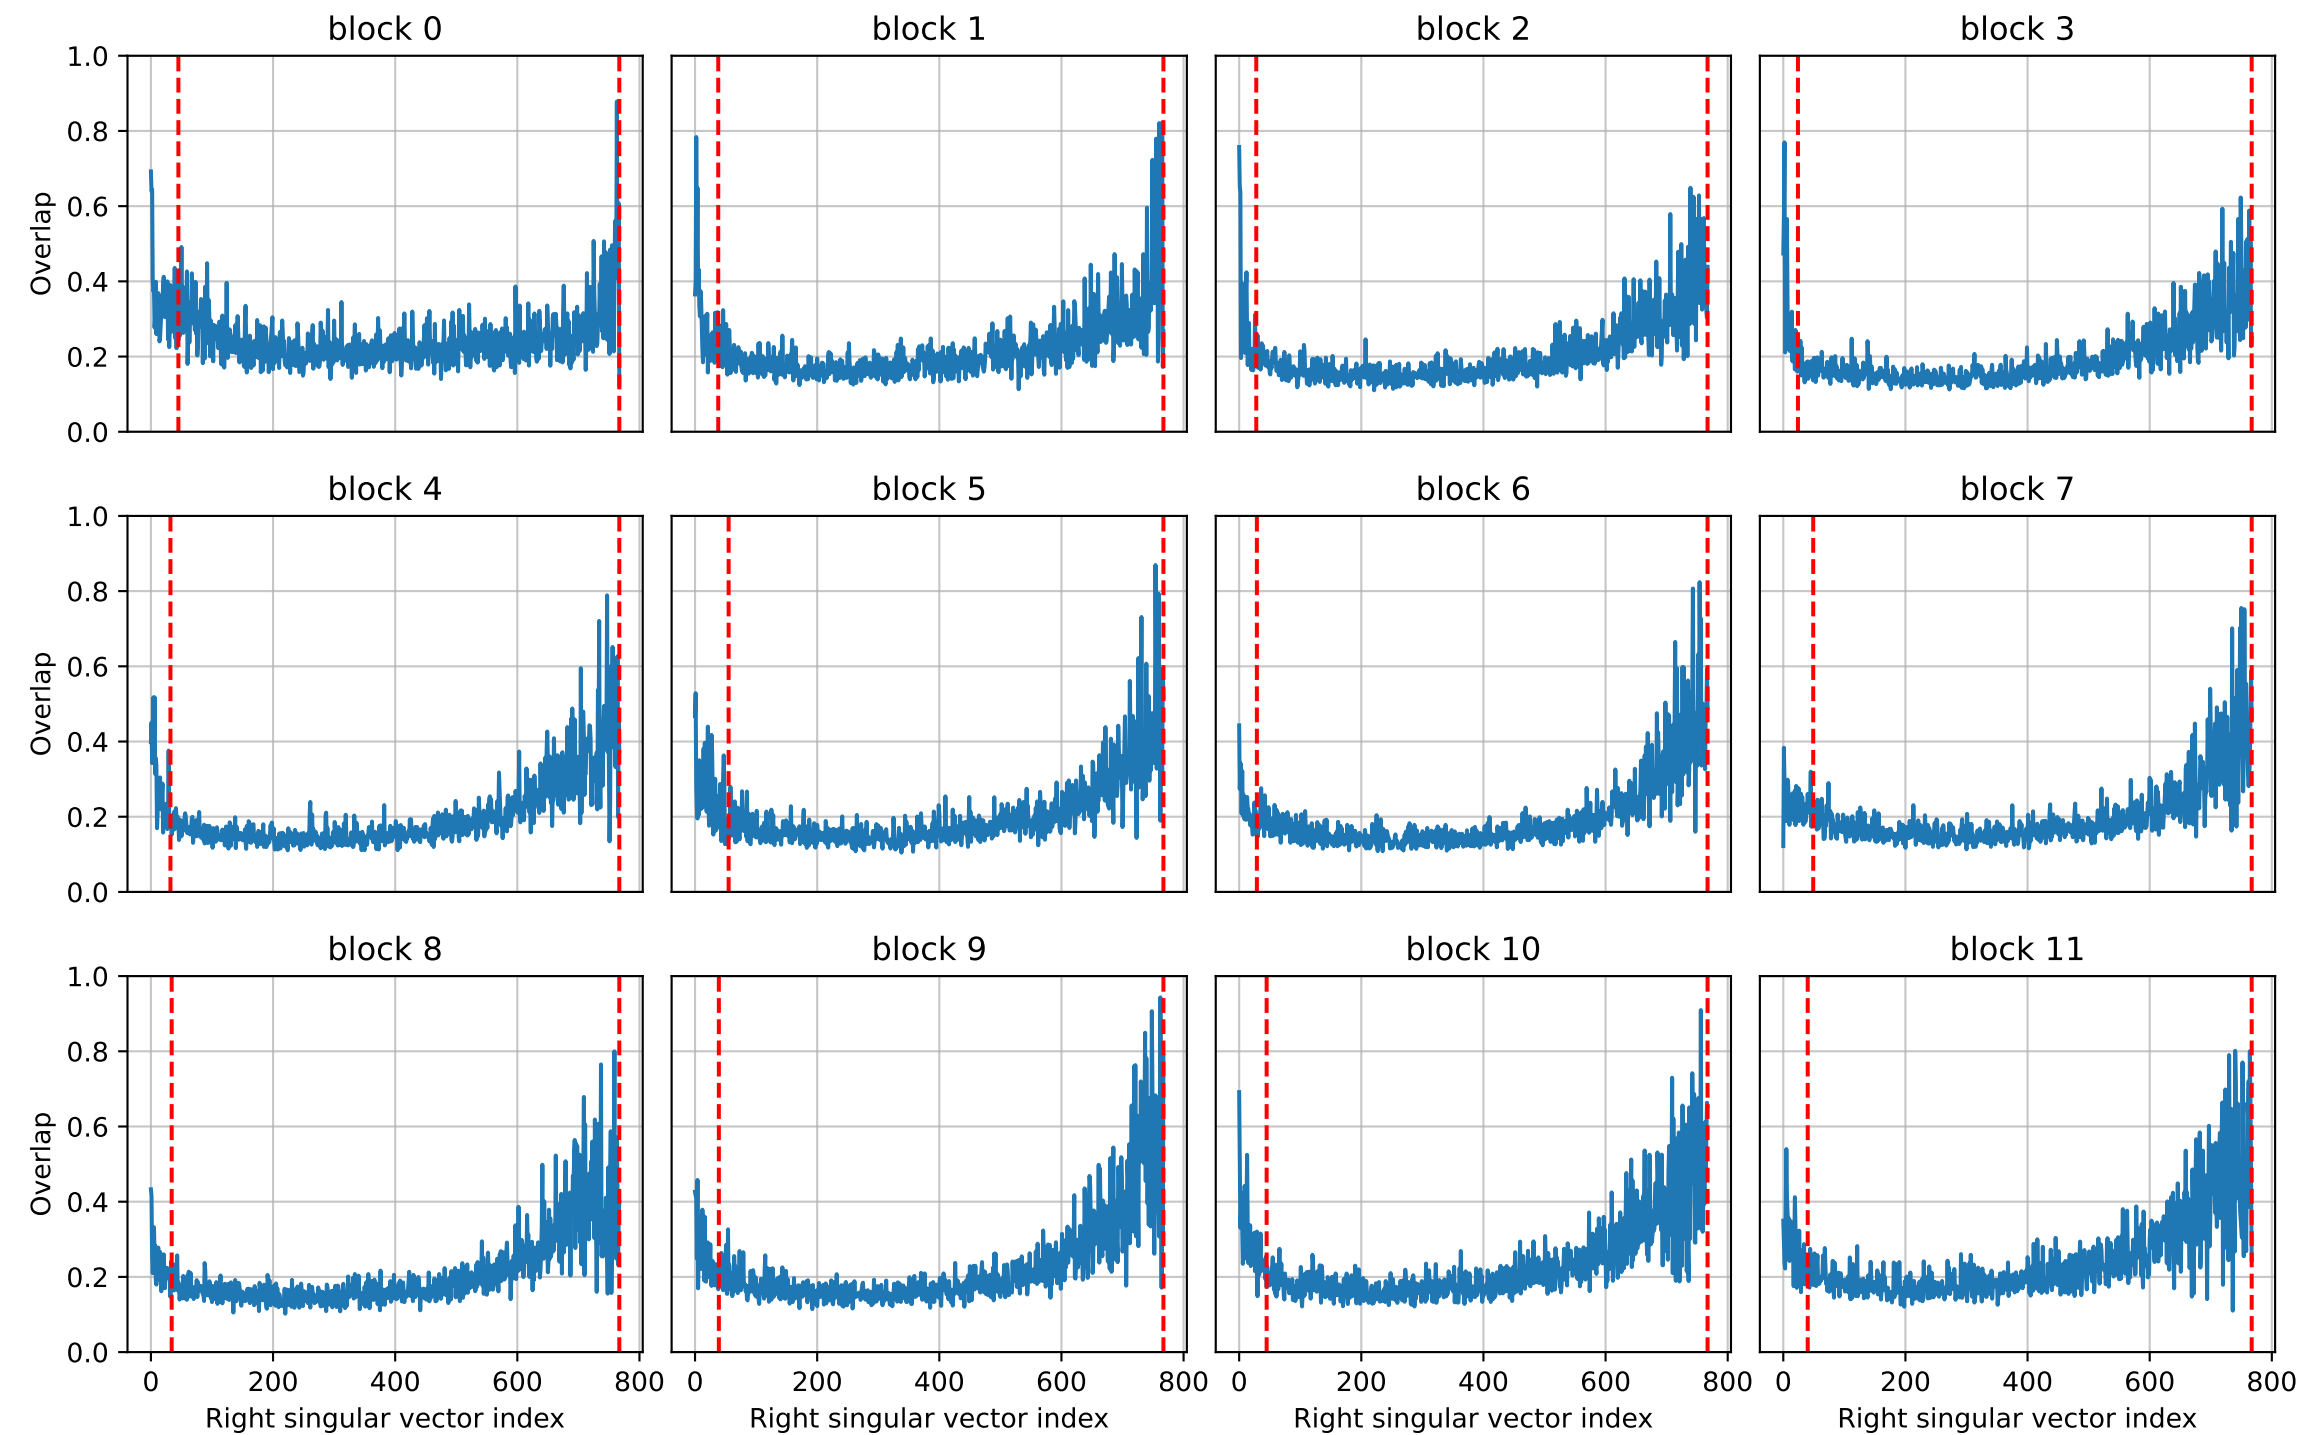 block 0
block 1
block 2
block 3
1.0
0.8
0.6
0.4
0.2
0.0
Overlap
block 4
block 5
block 6
block 7
1.0
0.8
0.6
0.4
0.2
0.0
Overlap
block 8
block 9
block 10
block 11
1.0
0.8
0.6
0.4
0.2
0.0
Overlap
0 200 400 600 800
0 200 400 600 800
0 200 400 600 800
0 200 400 600 800
Right singular vector index
Right singular vector index
Right singular vector index
Right singular vector index